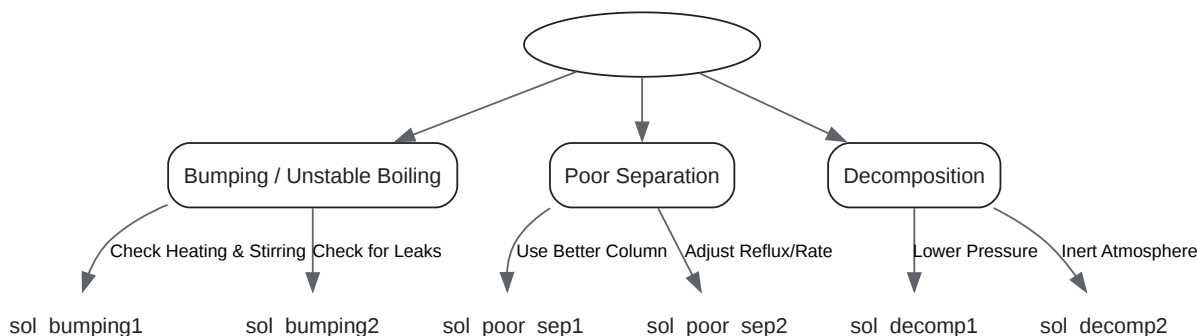 Bumping / Unstable Boiling
Poor Separation
Decomposition
Check Heating & Stirring
Check for Leaks
Use Better Column
Adjust Reflux/Rate
Lower Pressure
Inert Atmosphere
sol_bumping1
sol_bumping2
sol_poor_sep1
sol_poor_sep2
sol_decomp1
sol_decomp2